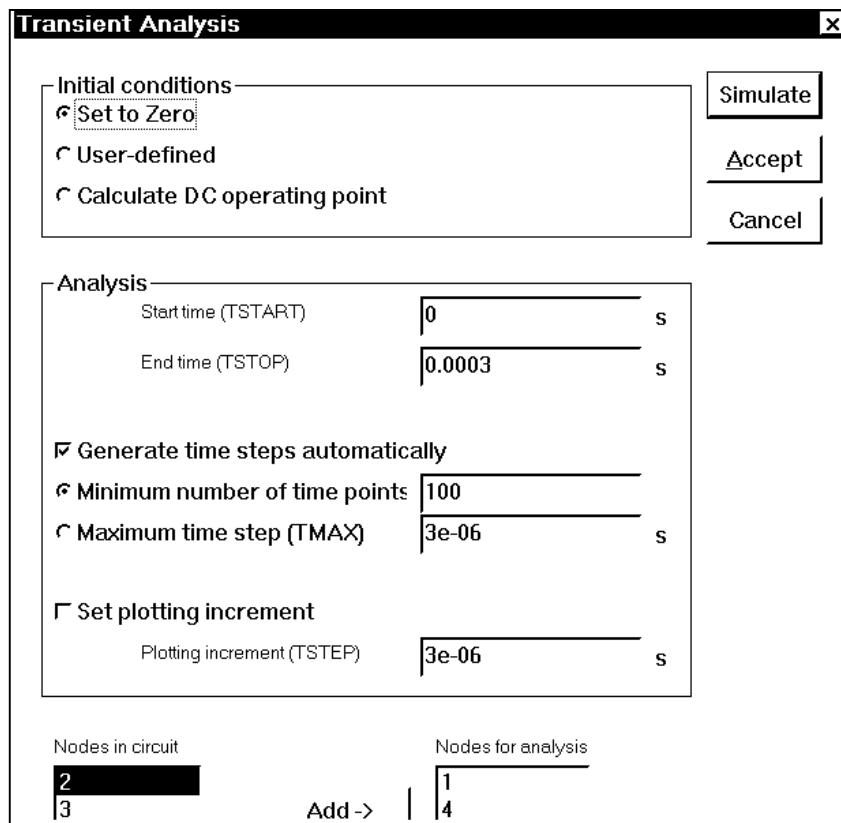 Transient Analysis
Initial conditions
Set to Zero
User-defined
Calculate DC operating point
Simulate
Accept
Cancel
Analysis
Start time (TSTART) 0 s
End time (TSTOP) 0.0003 s
Generate time steps automatically
Minimum number of time points 100
Maximum time step (TMAX) 3e-06 s
Set plotting increment
Plotting increment (TSTEP) 3e-06 s
Nodes in circuit
2
3
Add ->
Nodes for analysis
1
4